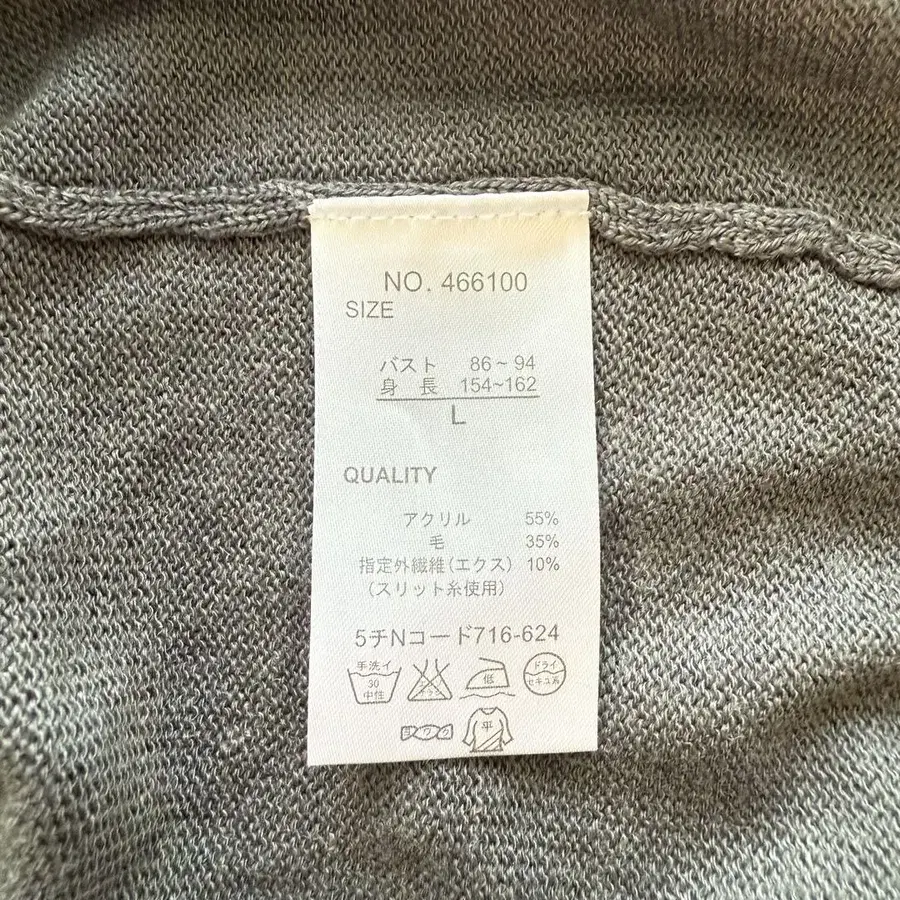 NO. 466100
SIZE
バスト 86~94
身長 154~162
L
QUALITY
アクリル 55%
毛 35%
指定外繊維(エクス) 10%
(スリット糸使用)
5チNコード716-624
手洗イ
30
中性
低
ドライ
セキユ系
ヨワク
平